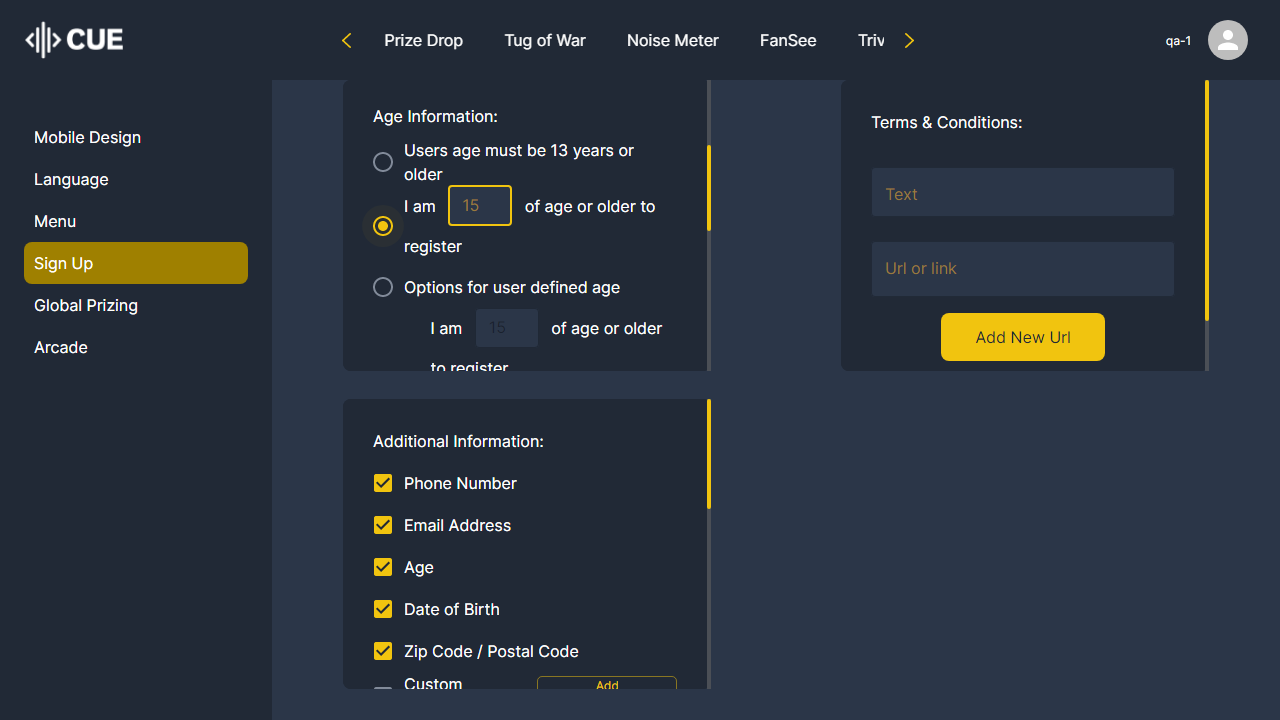 CUE
Prize Drop
Tug of War
Noise Meter
FanSee
Triv
qa-1
Mobile Design
Language
Menu
Sign Up
Global Prizing
Arcade
Age Information:
Users age must be 13 years or
older
I am 15 of age or older to
register
Options for user defined age
I am 15 of age or older
to register
Terms & Conditions:
Text
Url or link
Add New Url
Additional Information:
Phone Number
Email Address
Age
Date of Birth
Zip Code / Postal Code
Custom
Add